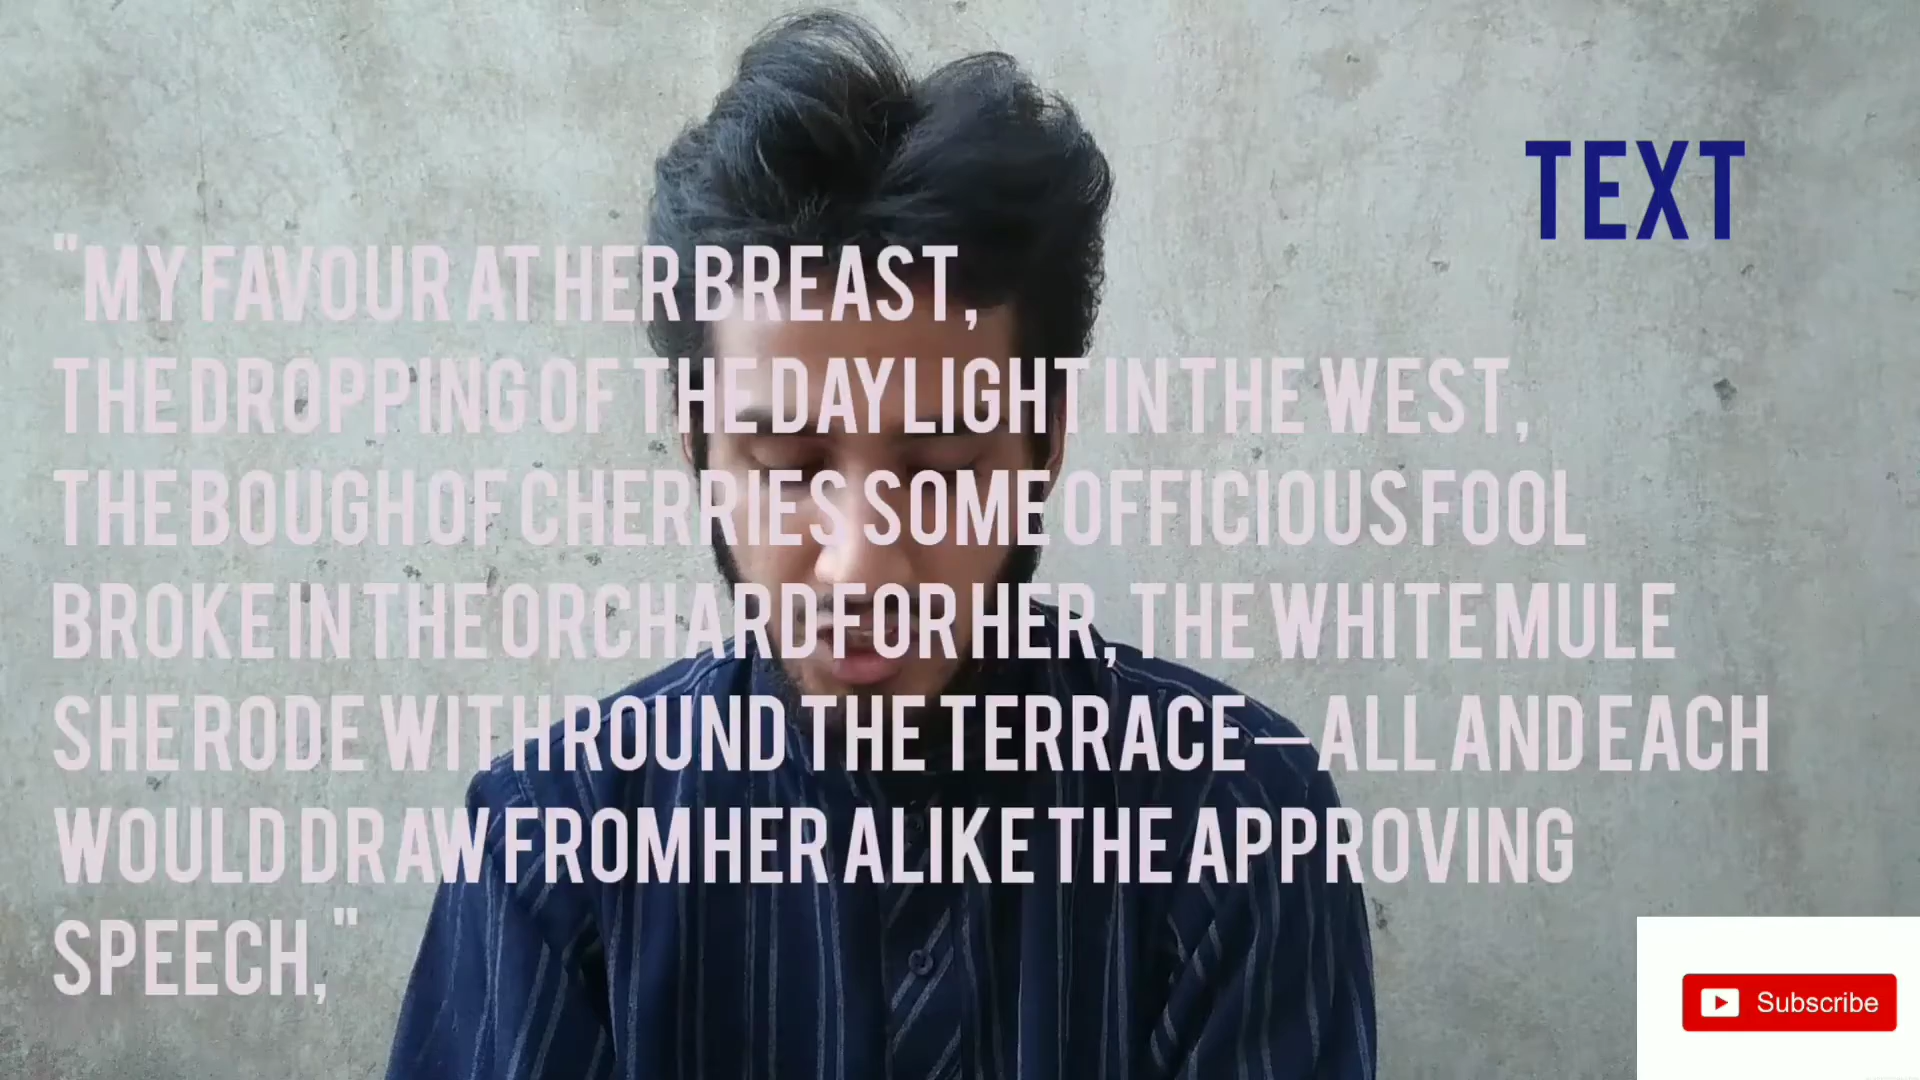 TEXT
"MY FAVOUR AT HER BREAST,
THE DROPPING OF THE DAYLIGHT IN THE WEST,
THE BOUGH OF CHERRIES SOME OFFICIOUS FOOL
BROKE IN THE ORCHARD FOR HER, THE WHITE MULE
SHE RODE WITH ROUND THE TERRACE—ALL AND EACH
WOULD DRAW FROM HER ALIKE THE APPROVING
SPEECH,"
Subscribe